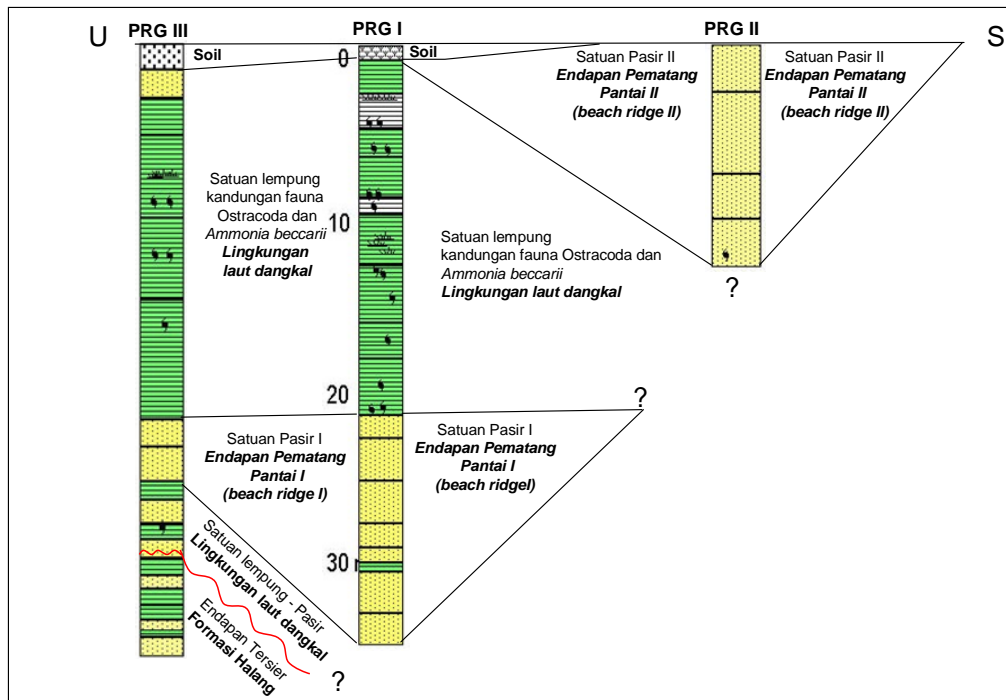 U
PRG III
PRG I
PRG II
S
Soil
Soil
0
10
20
30
Satuan Pasir II
Endapan Pematang
Pantai II
(beach ridge II)
Satuan Pasir II
Endapan Pematang
Pantai II
(beach ridge II)
Satuan lempung
kandungan fauna
Ostracoda dan
Ammonia beccarii
Lingkungan
laut dangkal
Satuan lempung
kandungan fauna Ostracoda dan
Ammonia beccarii
Lingkungan laut dangkal
?
?
Satuan Pasir I
Endapan Pematang
Pantai I
(beach ridge I)
Satuan Pasir I
Endapan Pematang
Pantai I
(beach ridgeI)
Satuan lempung - Pasir
Lingkungan laut dangkal
Endapan Tersier
Formasi Halang
?